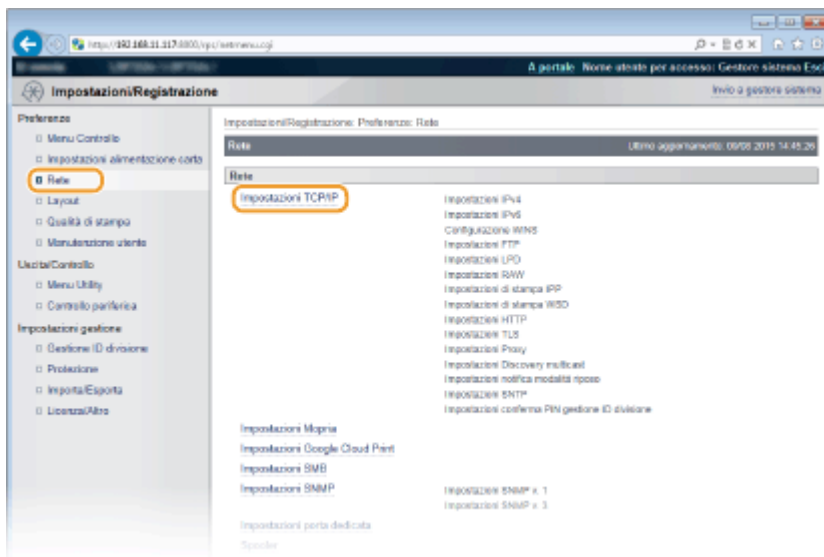 http://192.168.11.117:8000/rps/netmenu.cgi
A portale Nome utente per accesso: Gestore sistema
Impostazioni/Registrazione
Invio a gestore sistema
Preferenze
Menu Controllo
Impostazioni alimentazione carta
Rete
Layout
Qualità di stampa
Manutenzione utente
Uscita/Controllo
Menu Utility
Controllo periferica
Impostazioni gestione
Gestione ID divisione
Protezione
Importa/Esporta
Licenza/Altro
Impostazioni/Registrazione: Preferenze: Rete
Rete
Ultimo aggiornamento: 09/06 2015 14:45:26
Rete
Impostazioni TCP/IP
Impostazioni IPv4
Impostazioni IPv6
Configurazione WINS
Impostazioni FTP
Impostazioni LPD
Impostazioni RAW
Impostazioni di stampa IPP
Impostazioni di stampa WSD
Impostazioni HTTP
Impostazioni TLS
Impostazioni Proxy
Impostazioni Discovery multicast
Impostazioni notifica modalità riposo
Impostazioni SNTP
Impostazioni conferma PIN gestione ID divisione
Impostazioni Mopria
Impostazioni Google Cloud Print
Impostazioni SMB
Impostazioni SNMP
Impostazioni SNMP v. 1
Impostazioni SNMP v. 3
Impostazioni porta dedicata
Spooler